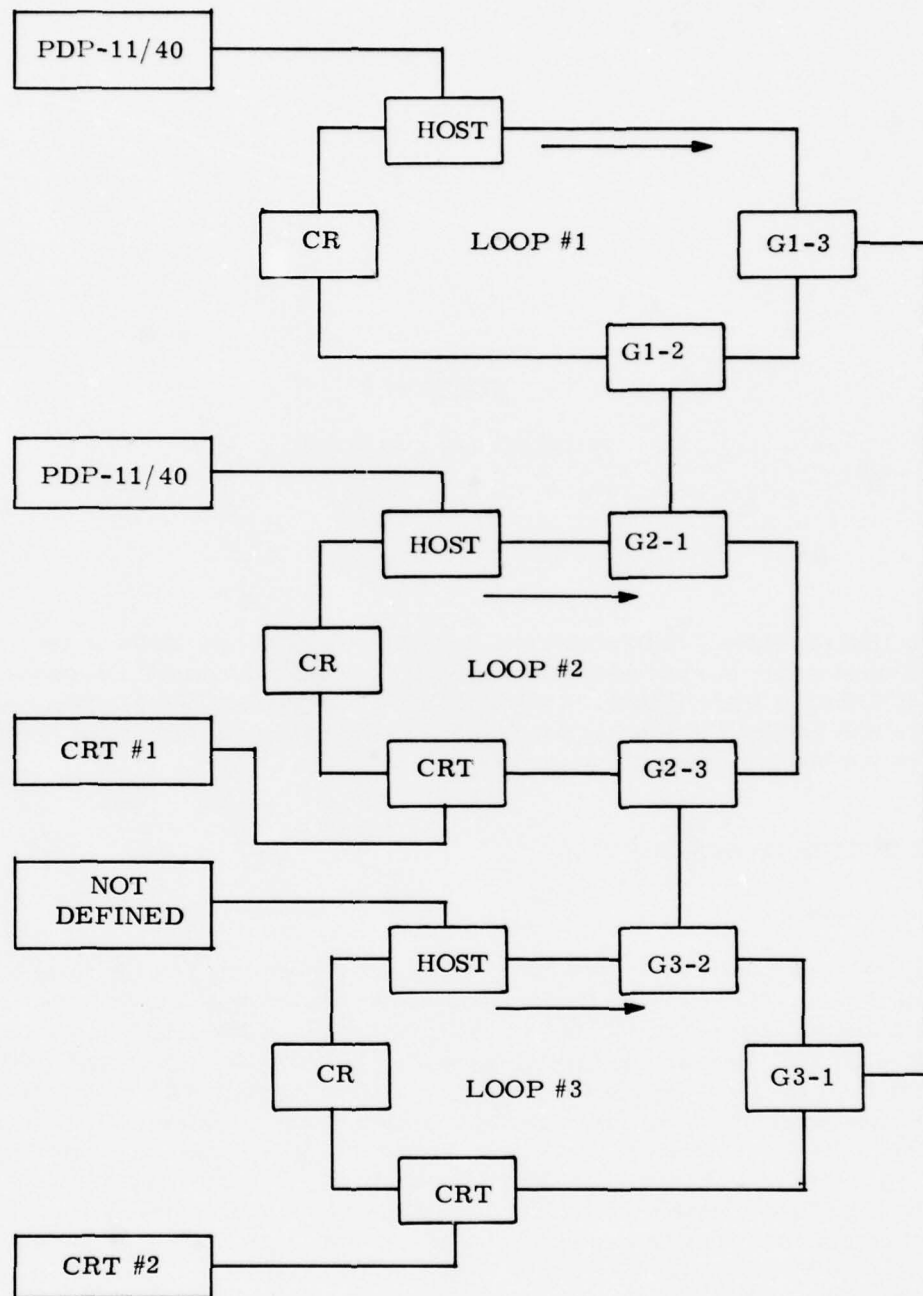 PDP-11/40
HOST
CR
LOOP #1
G1-3
G1-2
PDP-11/40
HOST
G2-1
CR
LOOP #2
CRT #1
CRT
G2-3
NOT
DEFINED
HOST
G3-2
CR
LOOP #3
G3-1
CRT
CRT #2